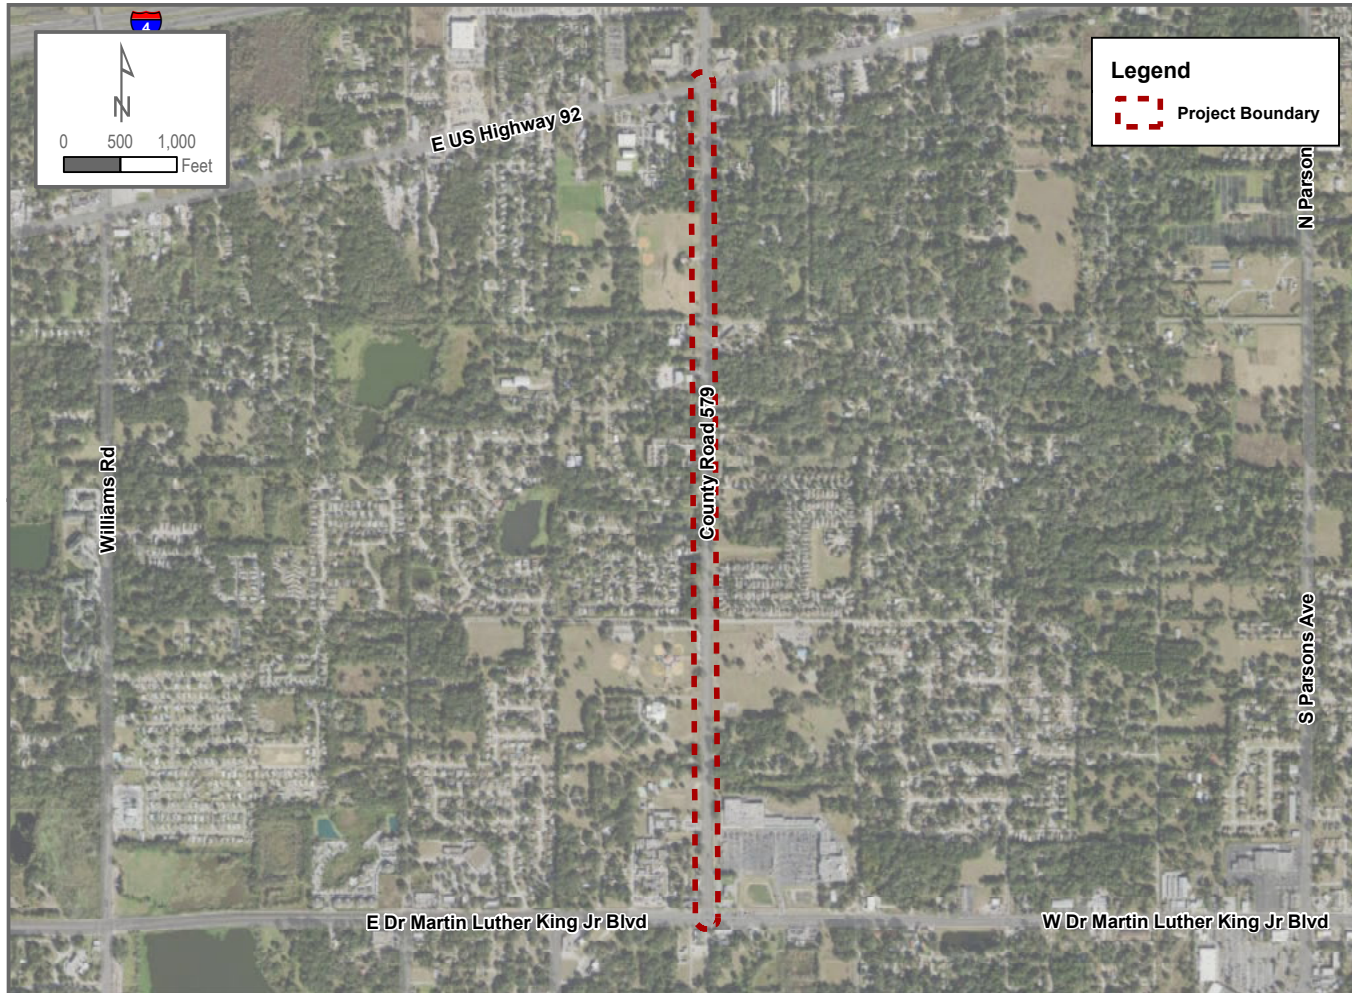 4
N
0 500 1,000
Feet
Legend
Project Boundary
E US Highway 92
N Parson
County Road 579
Williams Rd
S Parsons Ave
E Dr Martin Luther King Jr Blvd
W Dr Martin Luther King Jr Blvd